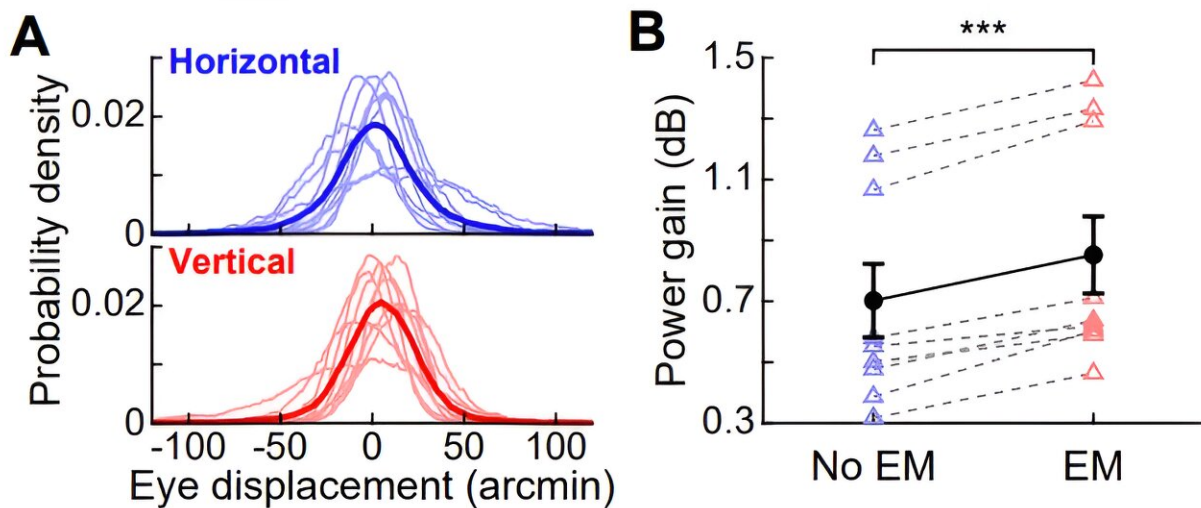 A
Horizontal
Probability density
0.02
0
Vertical
0.02
0
-100 -50 0 50 100
Eye displacement (arcmin)
B
***
Power gain (dB)
1.5
1.1
0.7
0.3
No EM EM